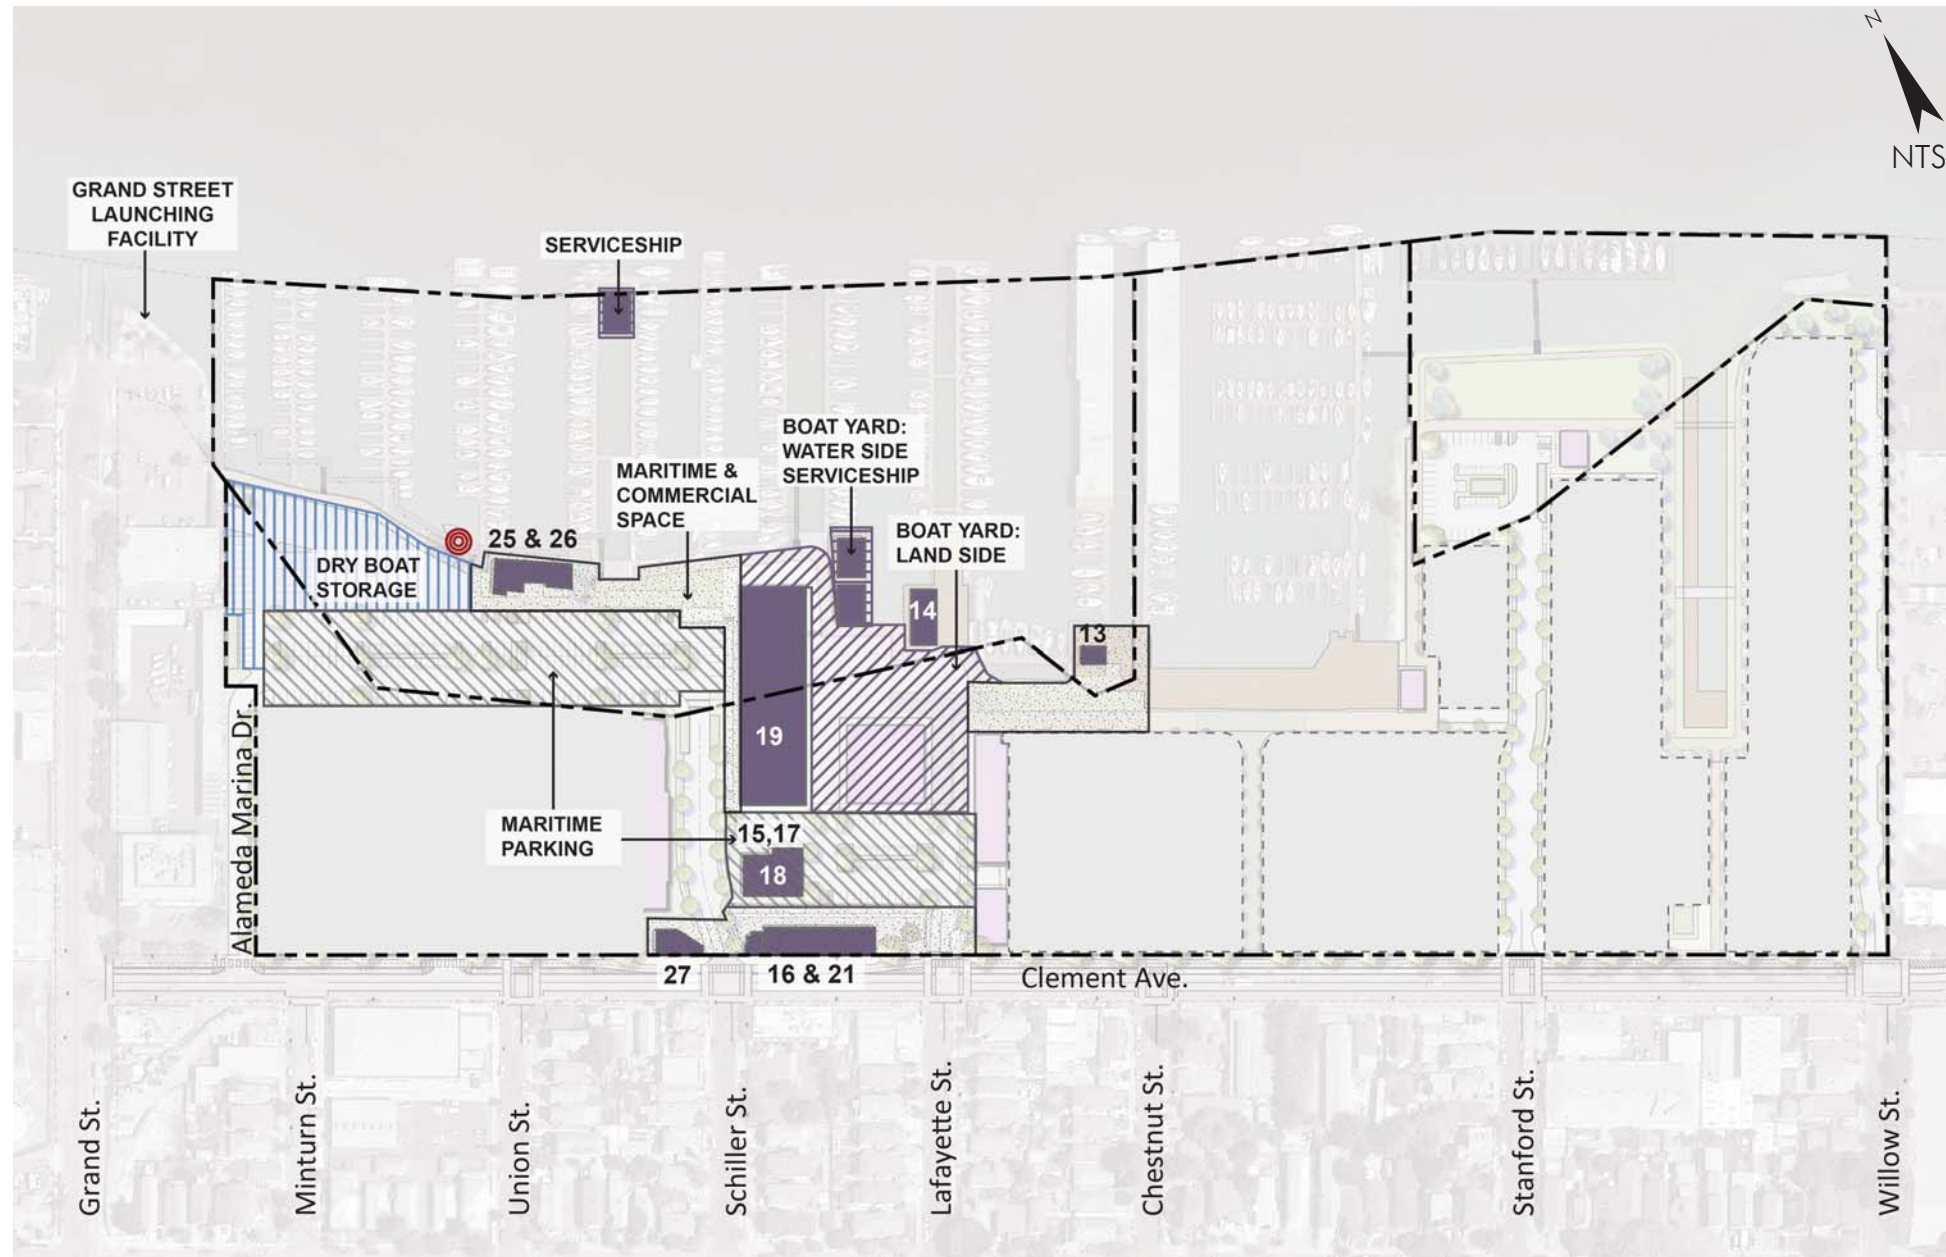 N
NTS
GRAND STREET
LAUNCHING
FACILITY
SERVICESHIP
BOAT YARD:
WATER SIDE
SERVICESHIP
MARITIME &
COMMERCIAL
SPACE
BOAT YARD:
LAND SIDE
25 & 26
DRY BOAT
STORAGE
14
13
19
MARITIME
PARKING
15,17
18
Alameda Marina Dr.
27
16 & 21
Clement Ave.
Grand St.
Minturn St.
Union St.
Schiller St.
Lafayette St.
Chestnut St.
Stanford St.
Willow St.